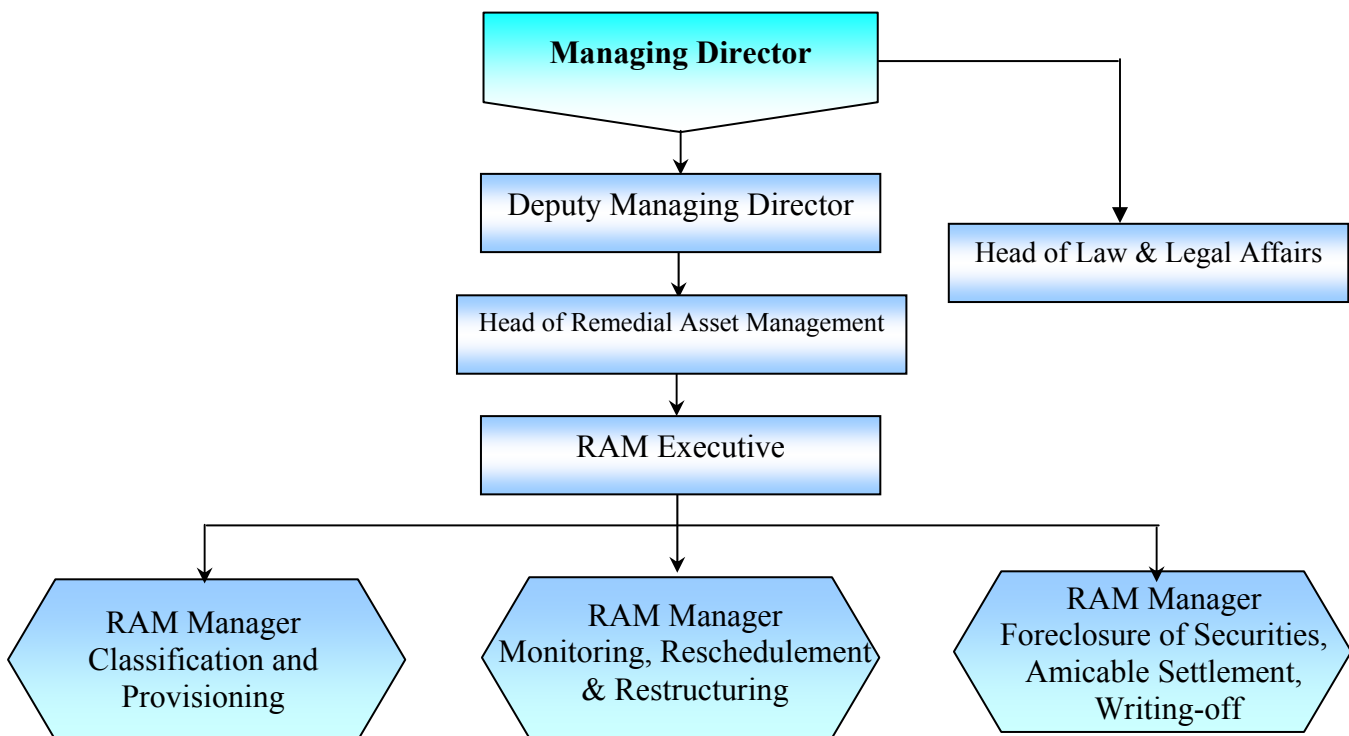 Managing Director
Deputy Managing Director
Head of Law & Legal Affairs
Head of Remedial Asset Management
RAM Executive
RAM Manager
Classification and
Provisioning
RAM Manager
Monitoring, Reschedulement
& Restructuring
RAM Manager
Foreclosure of Securities,
Amicable Settlement,
Writing-off